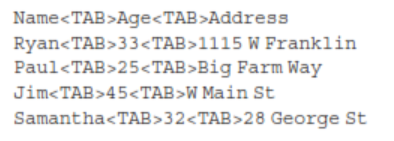 Name<TAB>Age<TAB>Address
Ryan<TAB>33<TAB>1115 W Franklin
Paul<TAB>25<TAB>Big Farm Way
Jim<TAB>45<TAB>W Main St
Samantha<TAB>32<TAB>28 George St